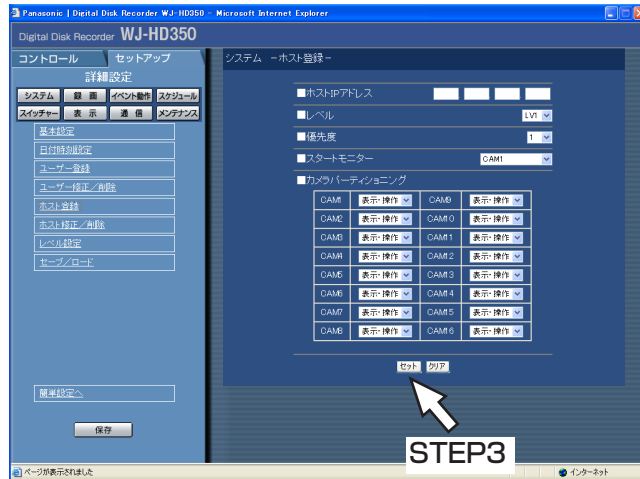 Panasonic | Digital Disk Recorder WJ-HD350 - Microsoft Internet Explorer
Digital Disk Recorder WJ-HD350
コントロール セットアップ
詳細設定
システム 録画 イベント動作 スケジュール
スイッチャー 表示 通信 メンテナンス
基本設定
日付時刻設定
ユーザー登録
ユーザー修正／削除
ホスト登録
ホスト修正／削除
レベル設定
セーブ／ロード
簡単設定へ
保存
システム －ホスト登録－
■ホストIPアドレス
■レベル LV1
■優先度 1
■スタートモニター CAM1
■カメラパーティショニング
CAM1 表示・操作 CAM9 表示・操作
CAM2 表示・操作 CAM10 表示・操作
CAM3 表示・操作 CAM11 表示・操作
CAM4 表示・操作 CAM12 表示・操作
CAM5 表示・操作 CAM13 表示・操作
CAM6 表示・操作 CAM14 表示・操作
CAM7 表示・操作 CAM15 表示・操作
CAM8 表示・操作 CAM16 表示・操作
セット クリア
STEP3
ページが表示されました インターネット